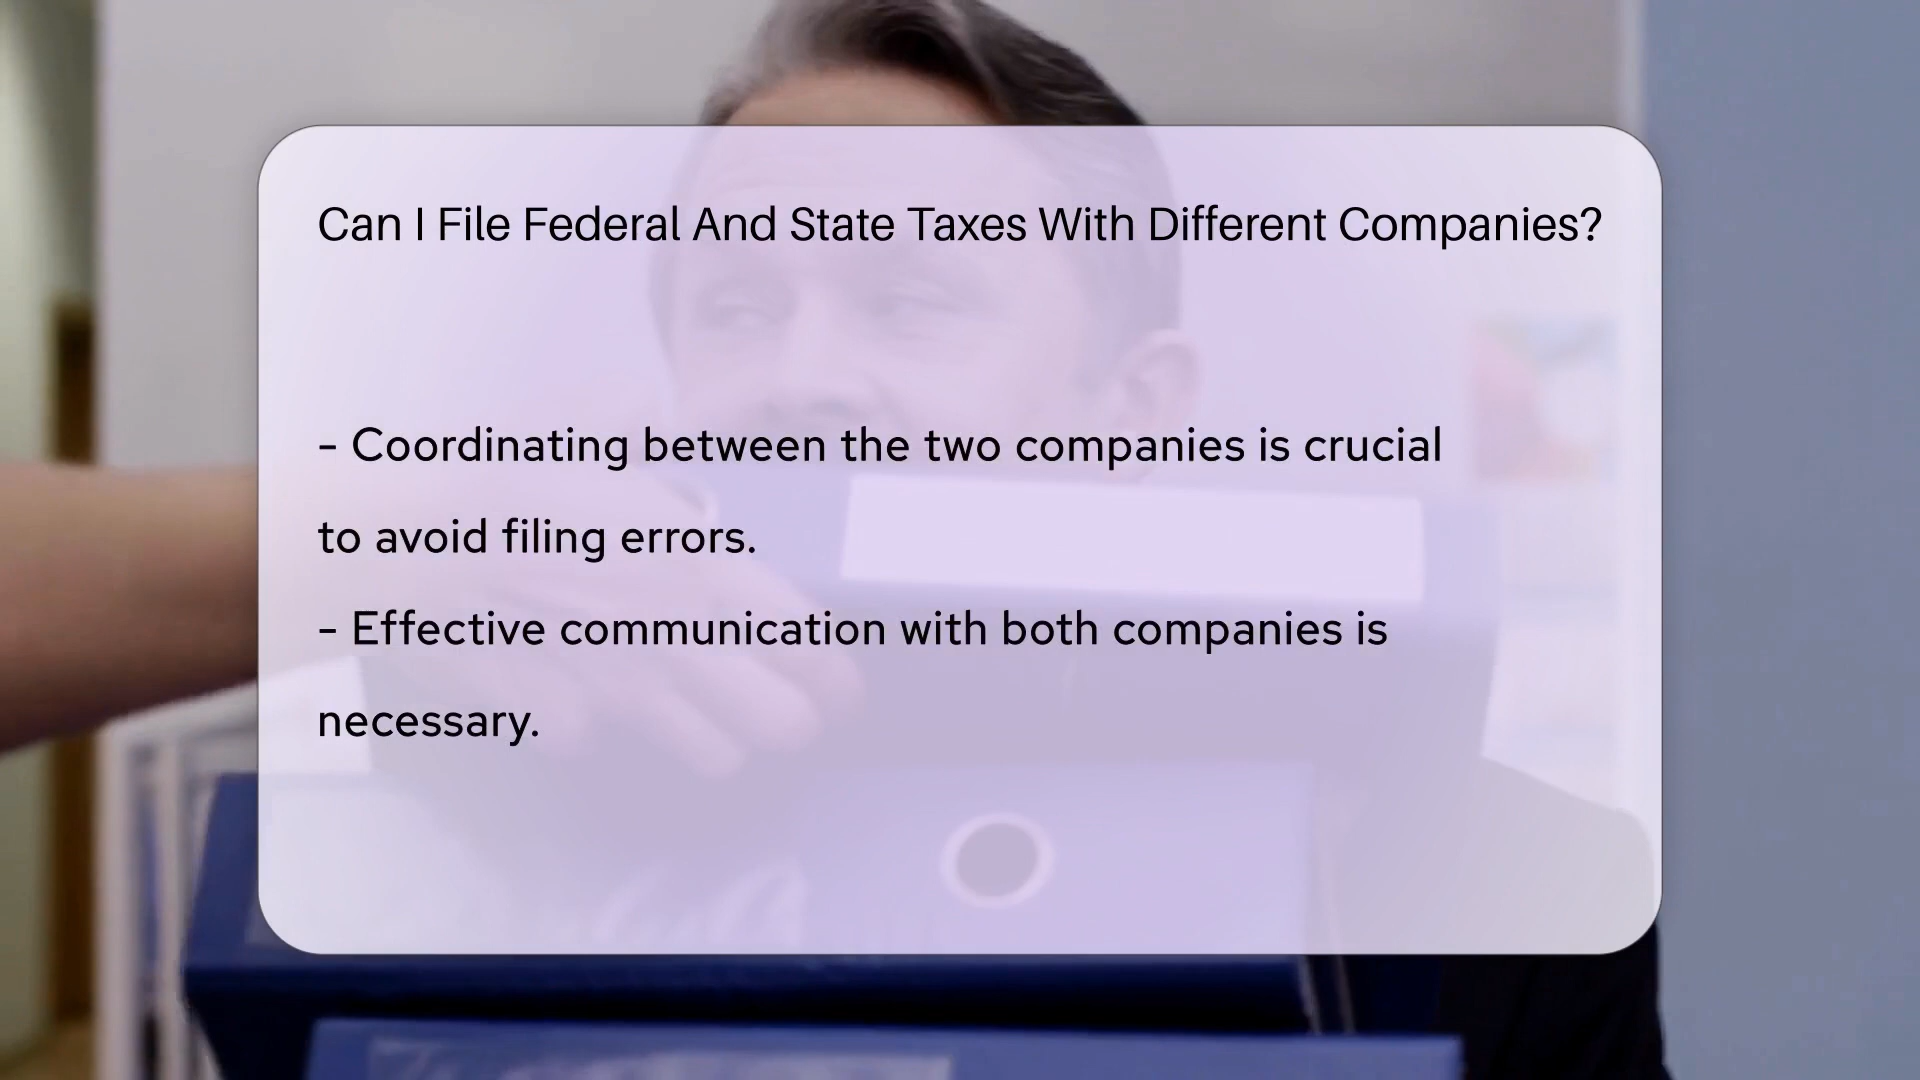 Can I File Federal And State Taxes With Different Companies?
- Coordinating between the two companies is crucial
to avoid filing errors.
- Effective communication with both companies is
necessary.